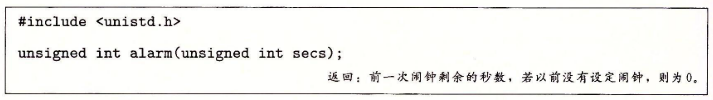 #include <unistd.h>
unsigned int alarm(unsigned int secs);
返回：前一次闹钟剩余的秒数，若以前没有设定闹钟，则为0。